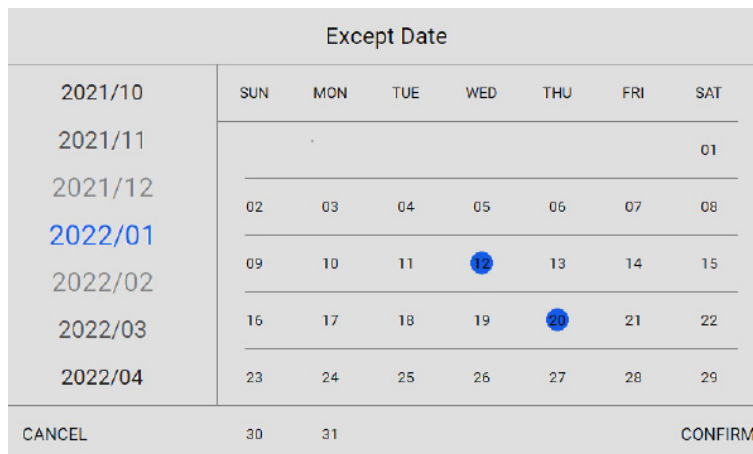 Except Date
2021/10
2021/11
2021/12
2022/01
2022/02
2022/03
2022/04
SUN MON TUE WED THU FRI SAT
01
02 03 04 05 06 07 08
09 10 11 12 13 14 15
16 17 18 19 20 21 22
23 24 25 26 27 28 29
30 31
CANCEL
CONFIRM